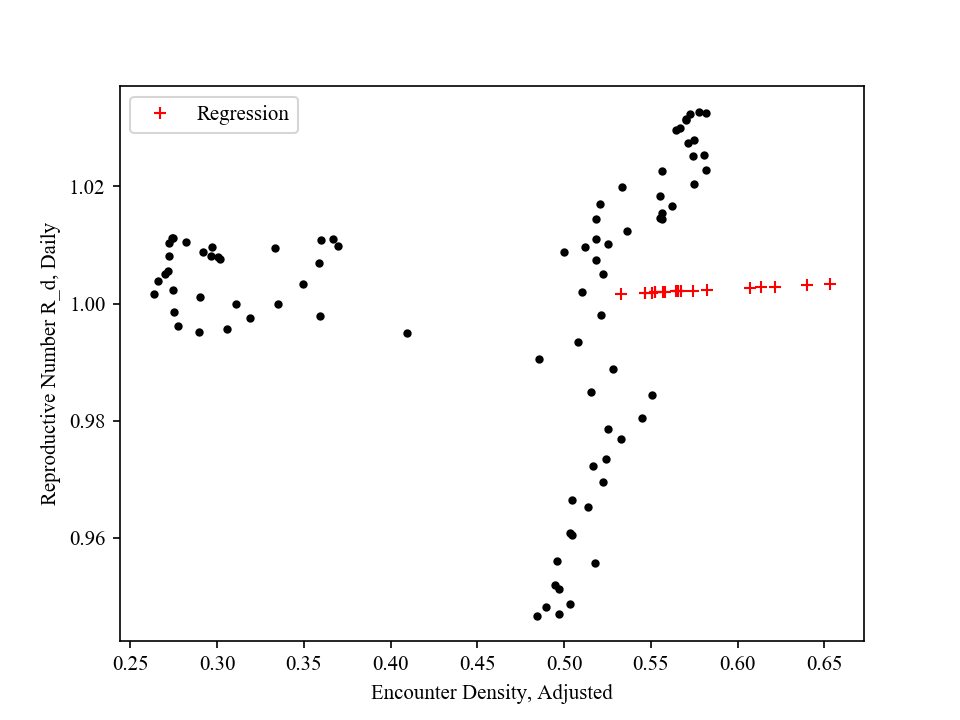 Regression
1.02
1.00
0.98
0.96
Reproductive Number R_d, Daily
0.25 0.30 0.35 0.40 0.45 0.50 0.55 0.60 0.65
Encounter Density, Adjusted